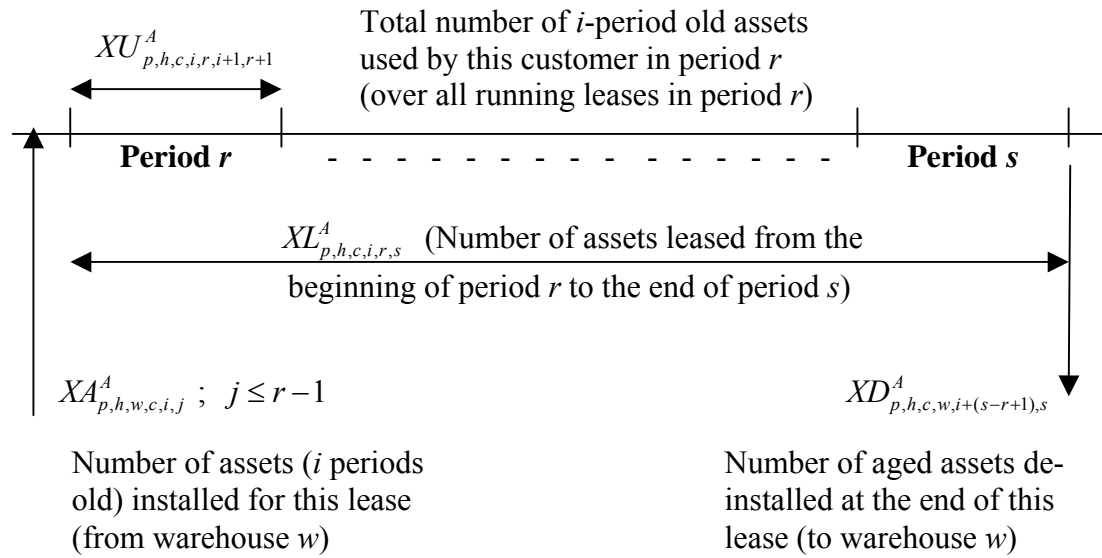 Total number of i-period old assets
used by this customer in period r
(over all running leases in period r)
XU^A_{p,h,c,i,r,i+1,r+1}
Period r
- - - - - - - - - - - - - -
Period s
XL^A_{p,h,c,i,r,s} (Number of assets leased from the
beginning of period r to the end of period s)
XA^A_{p,h,w,c,i,j} ; j ≤ r−1
Number of assets (i periods
old) installed for this lease
(from warehouse w)
XD^A_{p,h,c,w,i+(s−r+1),s}
Number of aged assets de-
installed at the end of this
lease (to warehouse w)